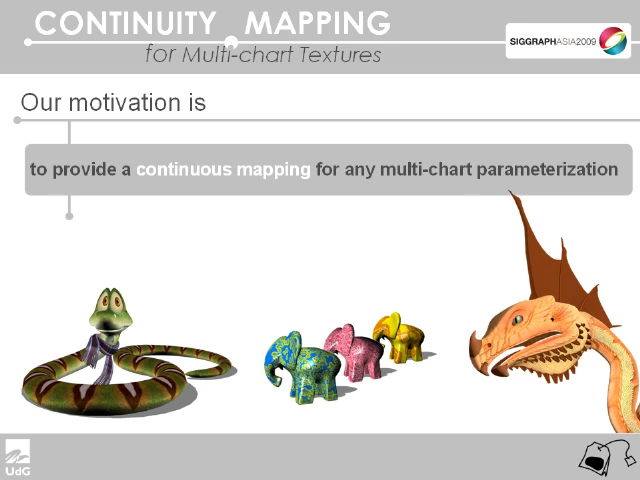 CONTINUITY MAPPING
for Multi-chart Textures
SIGGRAPHASIA2009
Our motivation is
to provide a continuous mapping for any multi-chart parameterization
UdG